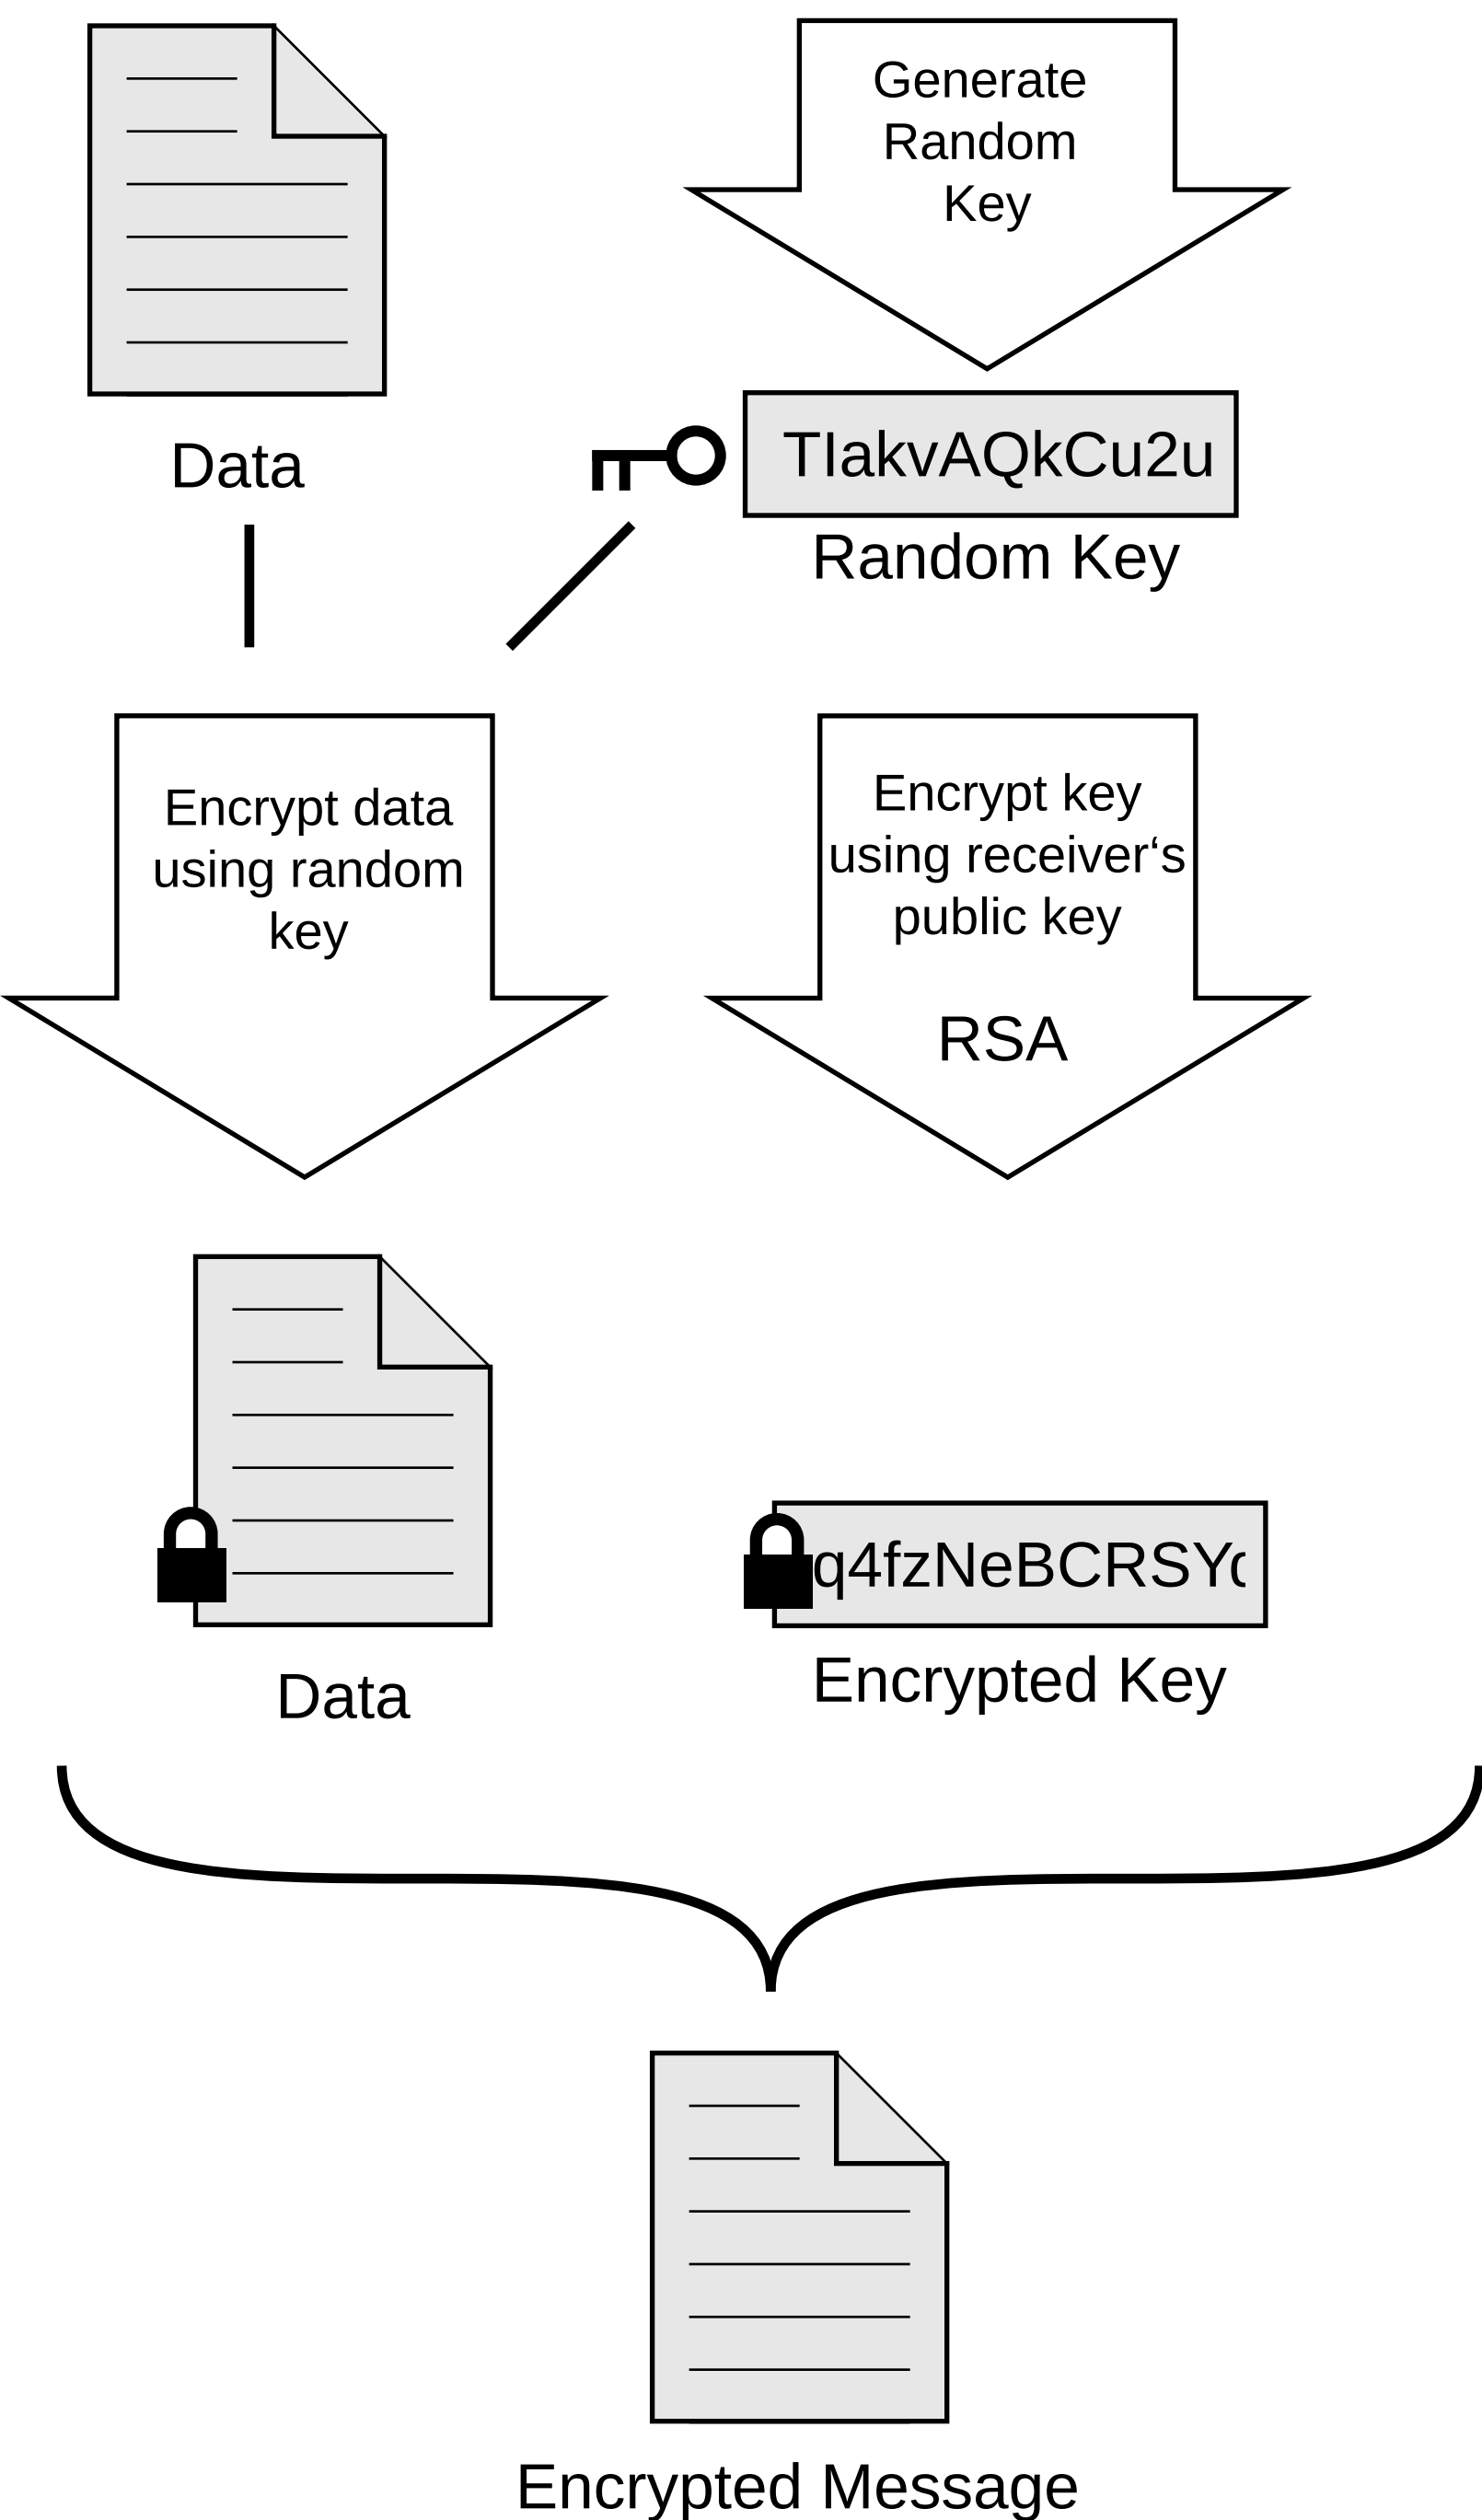 Generate
Random
Key
Data
TIakvAQkCu2u
Random Key
Encrypt data
using random
key
Encrypt key
using receiver‘s
public key
RSA
q4fzNeBCRSY
Data
Encrypted Key
Encrypted Message